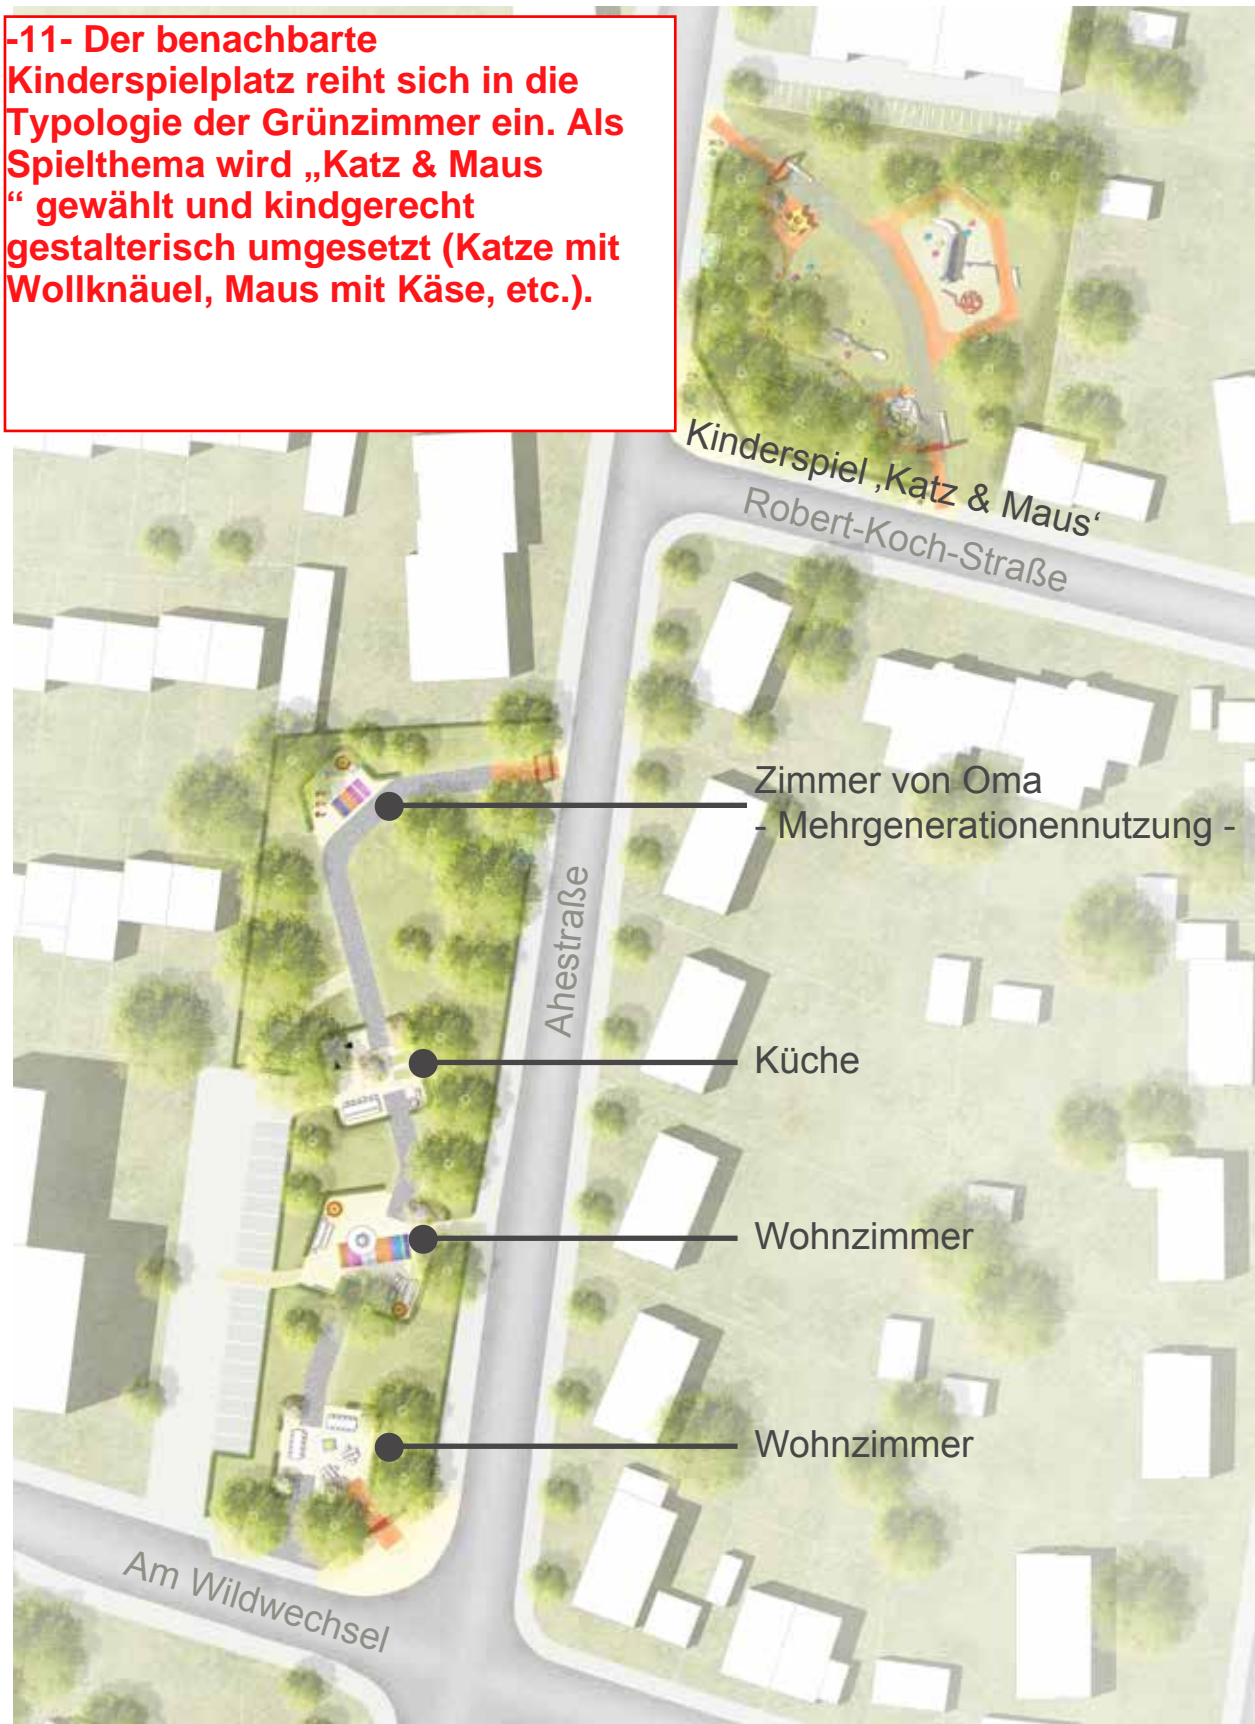 -11- Der benachbarte
Kinderspielplatz reiht sich in die
Typologie der Grünzimmer ein. Als
Spielthema wird „Katz & Maus
“ gewählt und kindgerecht
gestalterisch umgesetzt (Katze mit
Wollknäuel, Maus mit Käse, etc.).
Kinderspiel ‚Katz & Maus‘
Robert-Koch-Straße
Zimmer von Oma
- Mehrgenerationennutzung -
Ahestraße
Küche
Wohnzimmer
Wohnzimmer
Am Wildwechsel